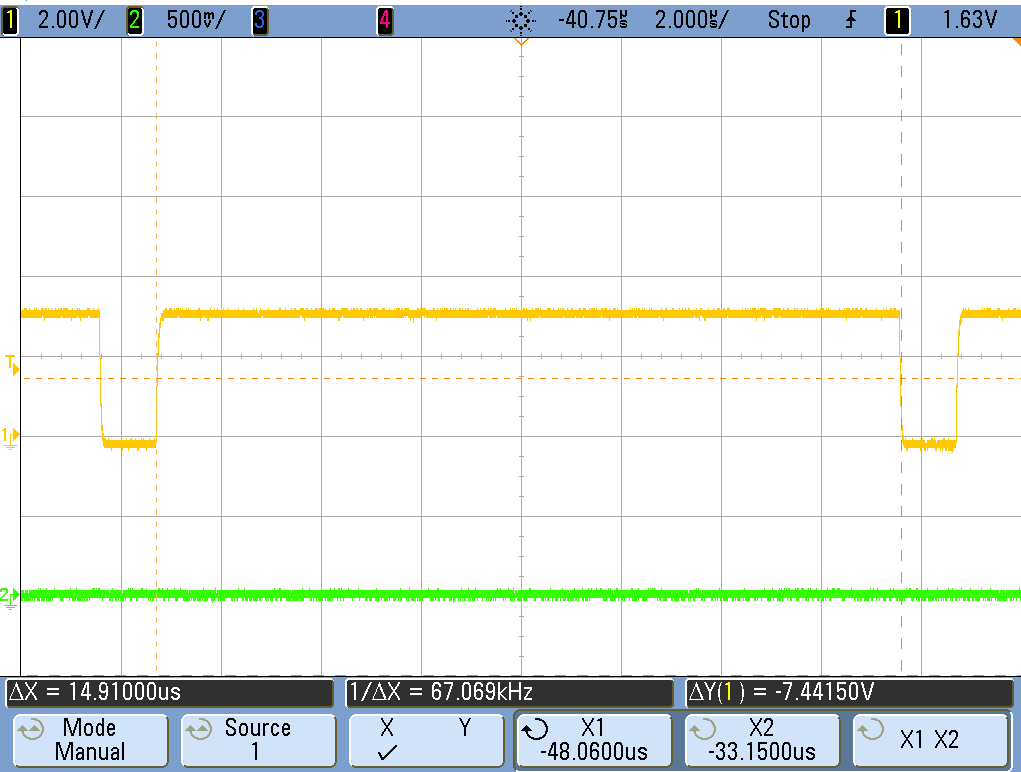 1 2.00V/ 2 500mV/ 3 4 -40.75us 2.000us/ Stop 1 1.63V
T
1
2
ΔX = 14.91000us 1/ΔX = 67.069kHz ΔY(1) = -7.44150V
Mode Source X Y X1 X2 X1 X2
Manual 1 ✓ -48.0600us -33.1500us